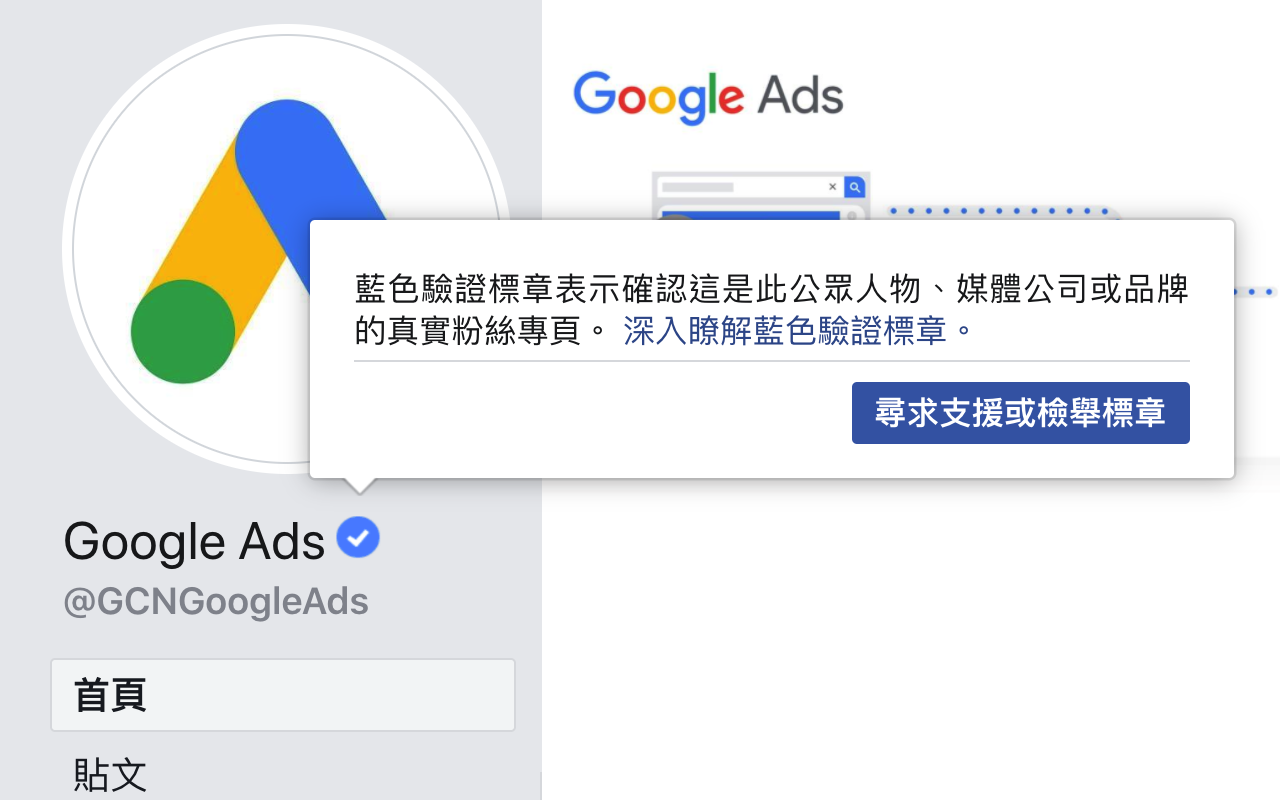 Google Ads
藍色驗證標章表示確認這是此公眾人物、媒體公司或品牌
的真實粉絲專頁。 深入瞭解藍色驗證標章。
尋求支援或檢舉標章
Google Ads
@GCNGoogleAds
首頁
貼文